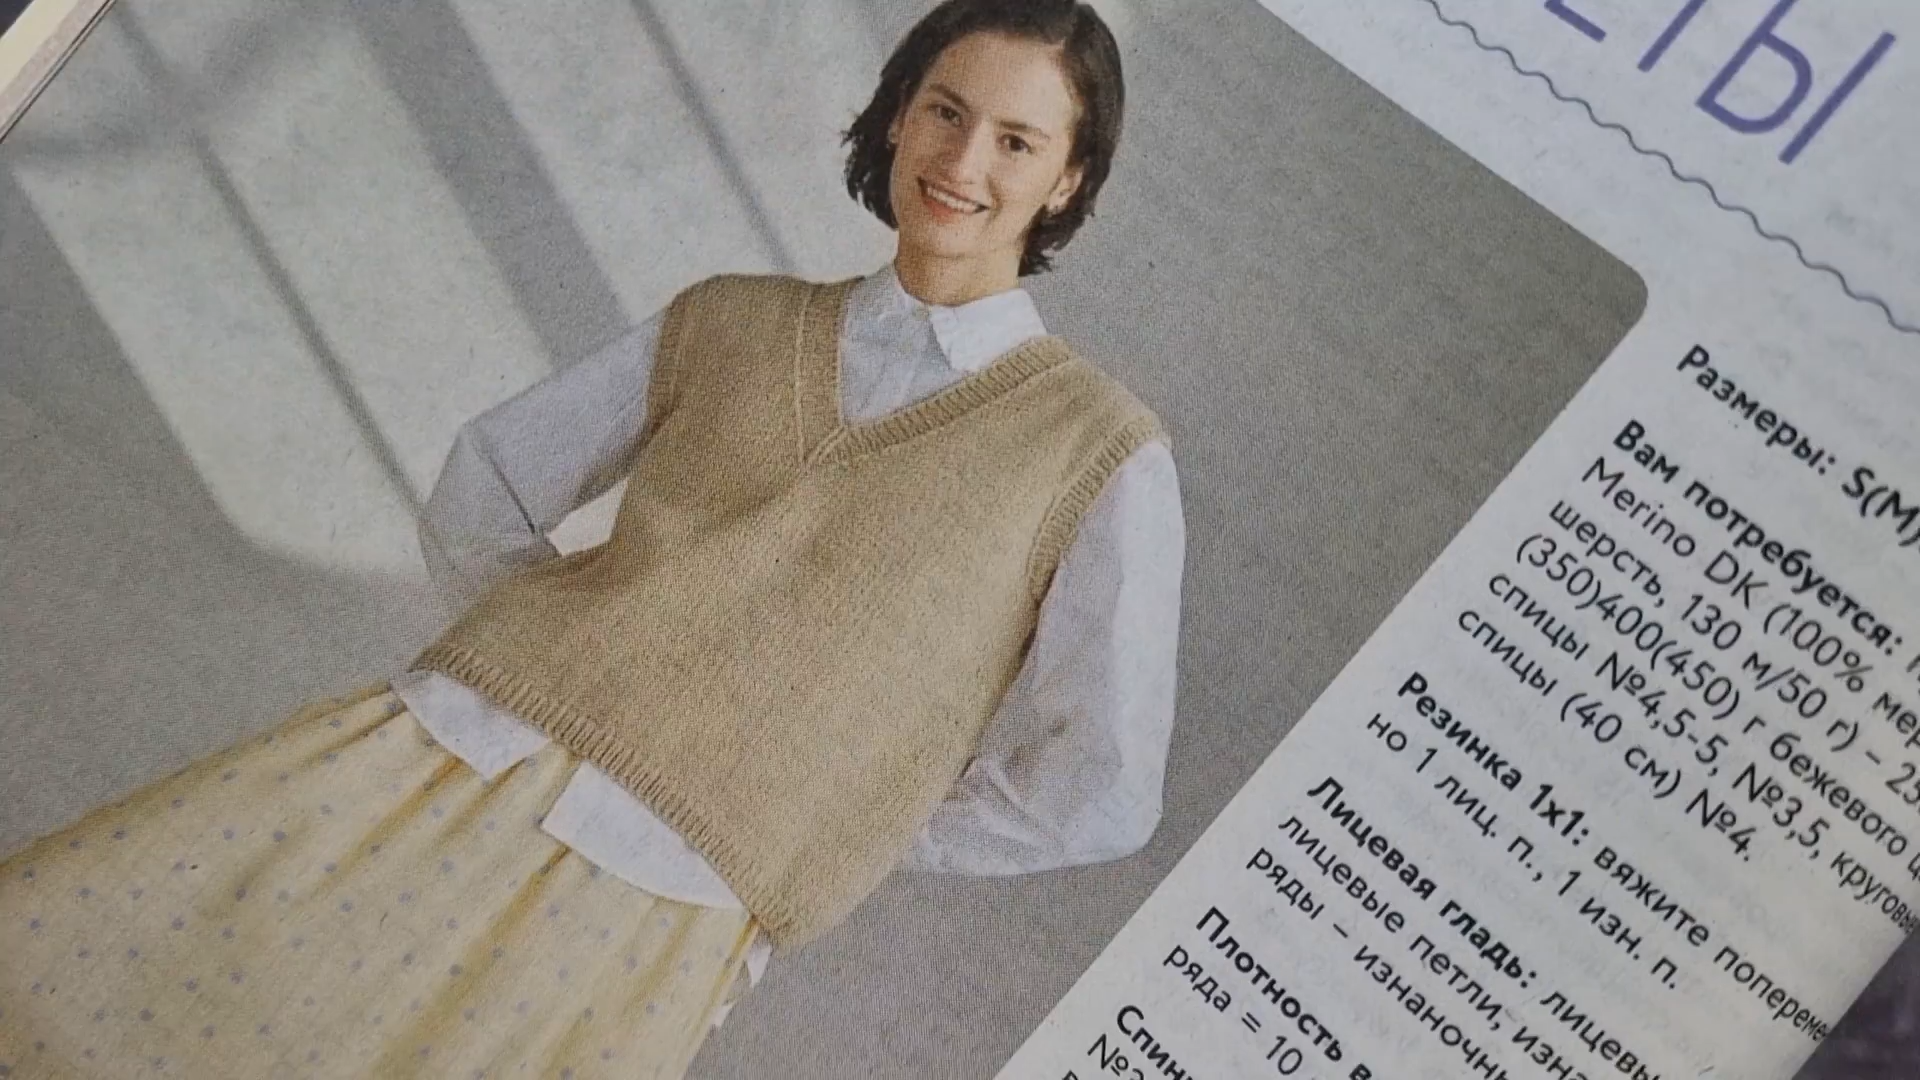 ЕТЫ
Размеры: S(M)
Вам потребуется:
Merino DK (100% мер
шерсть, 130 м/50 г) – 25
(350)400(450) г бежевого ц
спицы №4,5-5, №3,5, круговы
спицы (40 см) №4.
Резинка 1x1: вяжите попереме
но 1 лиц. п., 1 изн. п.
Лицевая гладь: лицевы
лицевые петли, изна
ряды – изнаночн
Плотность в
ряда = 10
Спин